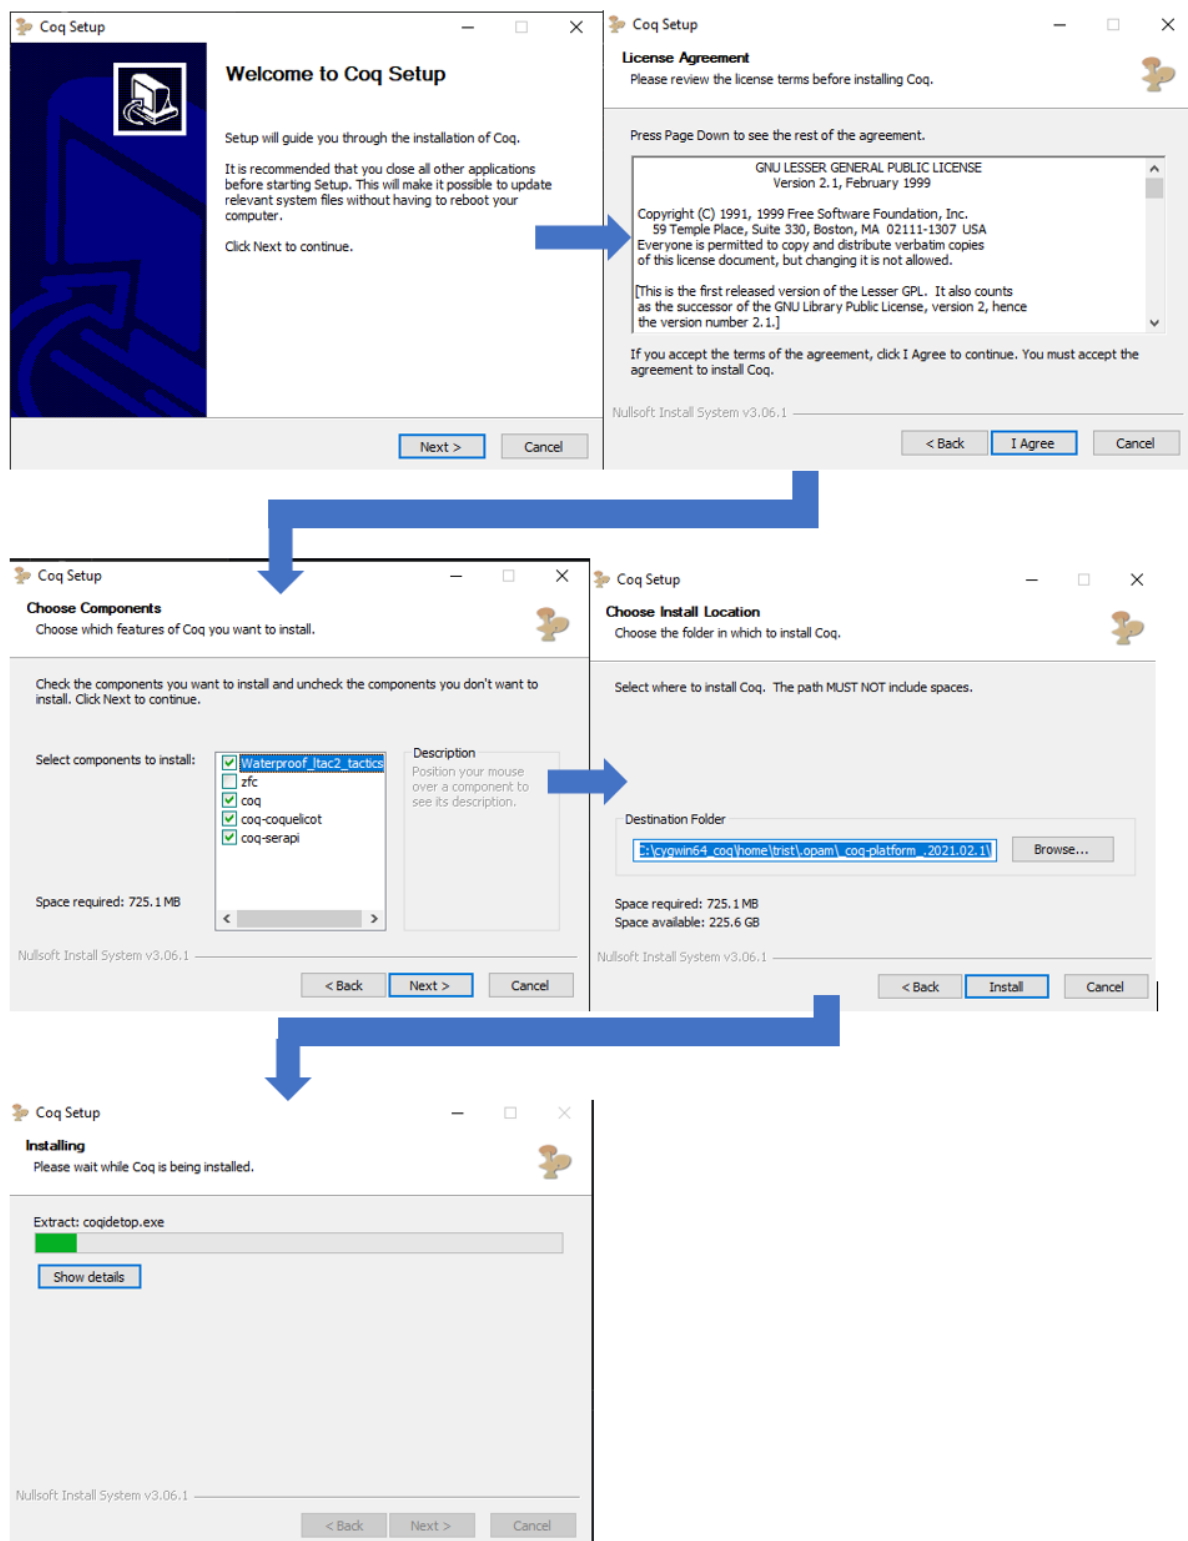 Coq Setup
Welcome to Coq Setup
Setup will guide you through the installation of Coq.
It is recommended that you close all other applications
before starting Setup. This will make it possible to update
relevant system files without having to reboot your
computer.
Click Next to continue.
Next >
Cancel
Coq Setup
License Agreement
Please review the license terms before installing Coq.
Press Page Down to see the rest of the agreement.
GNU LESSER GENERAL PUBLIC LICENSE
Version 2.1, February 1999
Copyright (C) 1991, 1999 Free Software Foundation, Inc.
59 Temple Place, Suite 330, Boston, MA 02111-1307 USA
Everyone is permitted to copy and distribute verbatim copies
of this license document, but changing it is not allowed.
[This is the first released version of the Lesser GPL. It also counts
as the successor of the GNU Library Public License, version 2, hence
the version number 2.1.]
If you accept the terms of the agreement, click I Agree to continue. You must accept the
agreement to install Coq.
Nullsoft Install System v3.06.1
< Back
I Agree
Cancel
Coq Setup
Choose Components
Choose which features of Coq you want to install.
Check the components you want to install and uncheck the components you don't want to
install. Click Next to continue.
Select components to install:
Waterproof_ltac2_tactics
zfc
coq
coq-coquelicot
coq-serapi
Description
Position your mouse
over a component to
see its description.
Space required: 725.1 MB
Nullsoft Install System v3.06.1
< Back
Next >
Cancel
Coq Setup
Choose Install Location
Choose the folder in which to install Coq.
Select where to install Coq. The path MUST NOT include spaces.
Destination Folder
C:\cygwin64_coq\home\trist\.opam\_coq-platform_.2021.02.1\
Browse...
Space required: 725.1 MB
Space available: 225.6 GB
Nullsoft Install System v3.06.1
< Back
Install
Cancel
Coq Setup
Installing
Please wait while Coq is being installed.
Extract: coqidetop.exe
Show details
Nullsoft Install System v3.06.1
< Back
Next >
Cancel